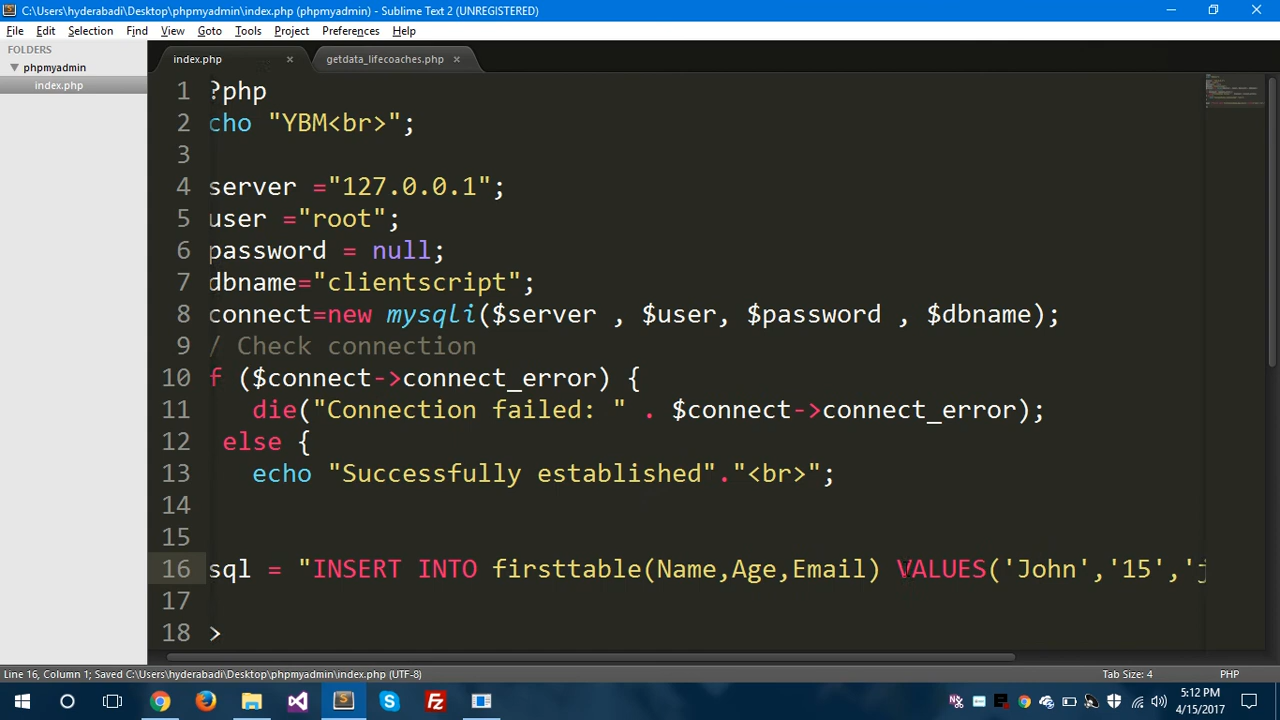 C:\Users\hyderabadi\Desktop\phpmyadmin\index.php (phpmyadmin) - Sublime Text 2 (UNREGISTERED)
File Edit Selection Find View Goto Tools Project Preferences Help
FOLDERS
phpmyadmin
index.php
index.php × getdata_lifecoaches.php ×
1 ?php
2 cho "YBM<br>";
3
4 server ="127.0.0.1";
5 user ="root";
6 password = null;
7 dbname="clientscript";
8 connect=new mysqli($server , $user, $password , $dbname);
9 / Check connection
10 f ($connect->connect_error) {
11 die("Connection failed: " . $connect->connect_error);
12 else {
13 echo "Successfully established"."<br>";
14
15
16 sql = "INSERT INTO firsttable(Name,Age,Email) VALUES('John','15','j
17
18 >
Line 16, Column 1; Saved C:\Users\hyderabadi\Desktop\phpmyadmin\index.php (UTF-8) Tab Size: 4 PHP
5:12 PM
4/15/2017